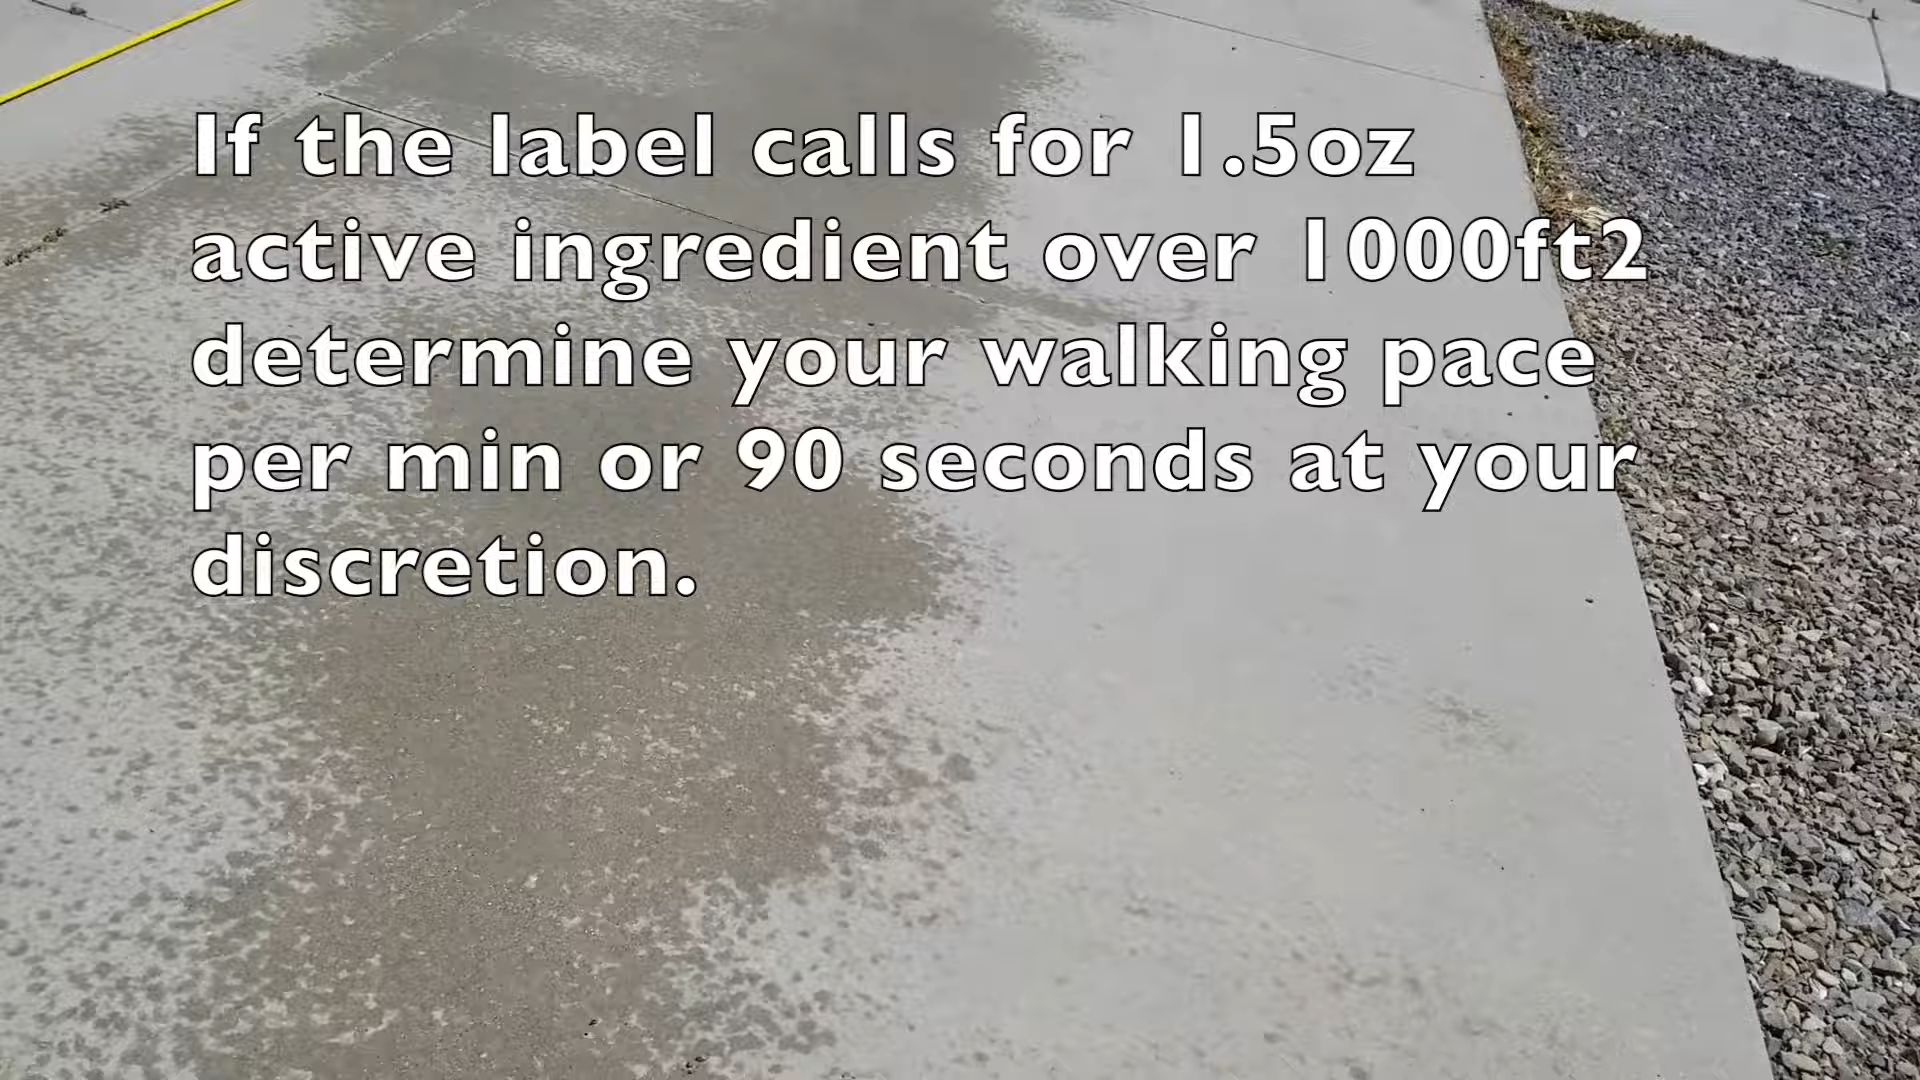 If the label calls for 1.5oz
active ingredient over 1000ft2
determine your walking pace
per min or 90 seconds at your
discretion.